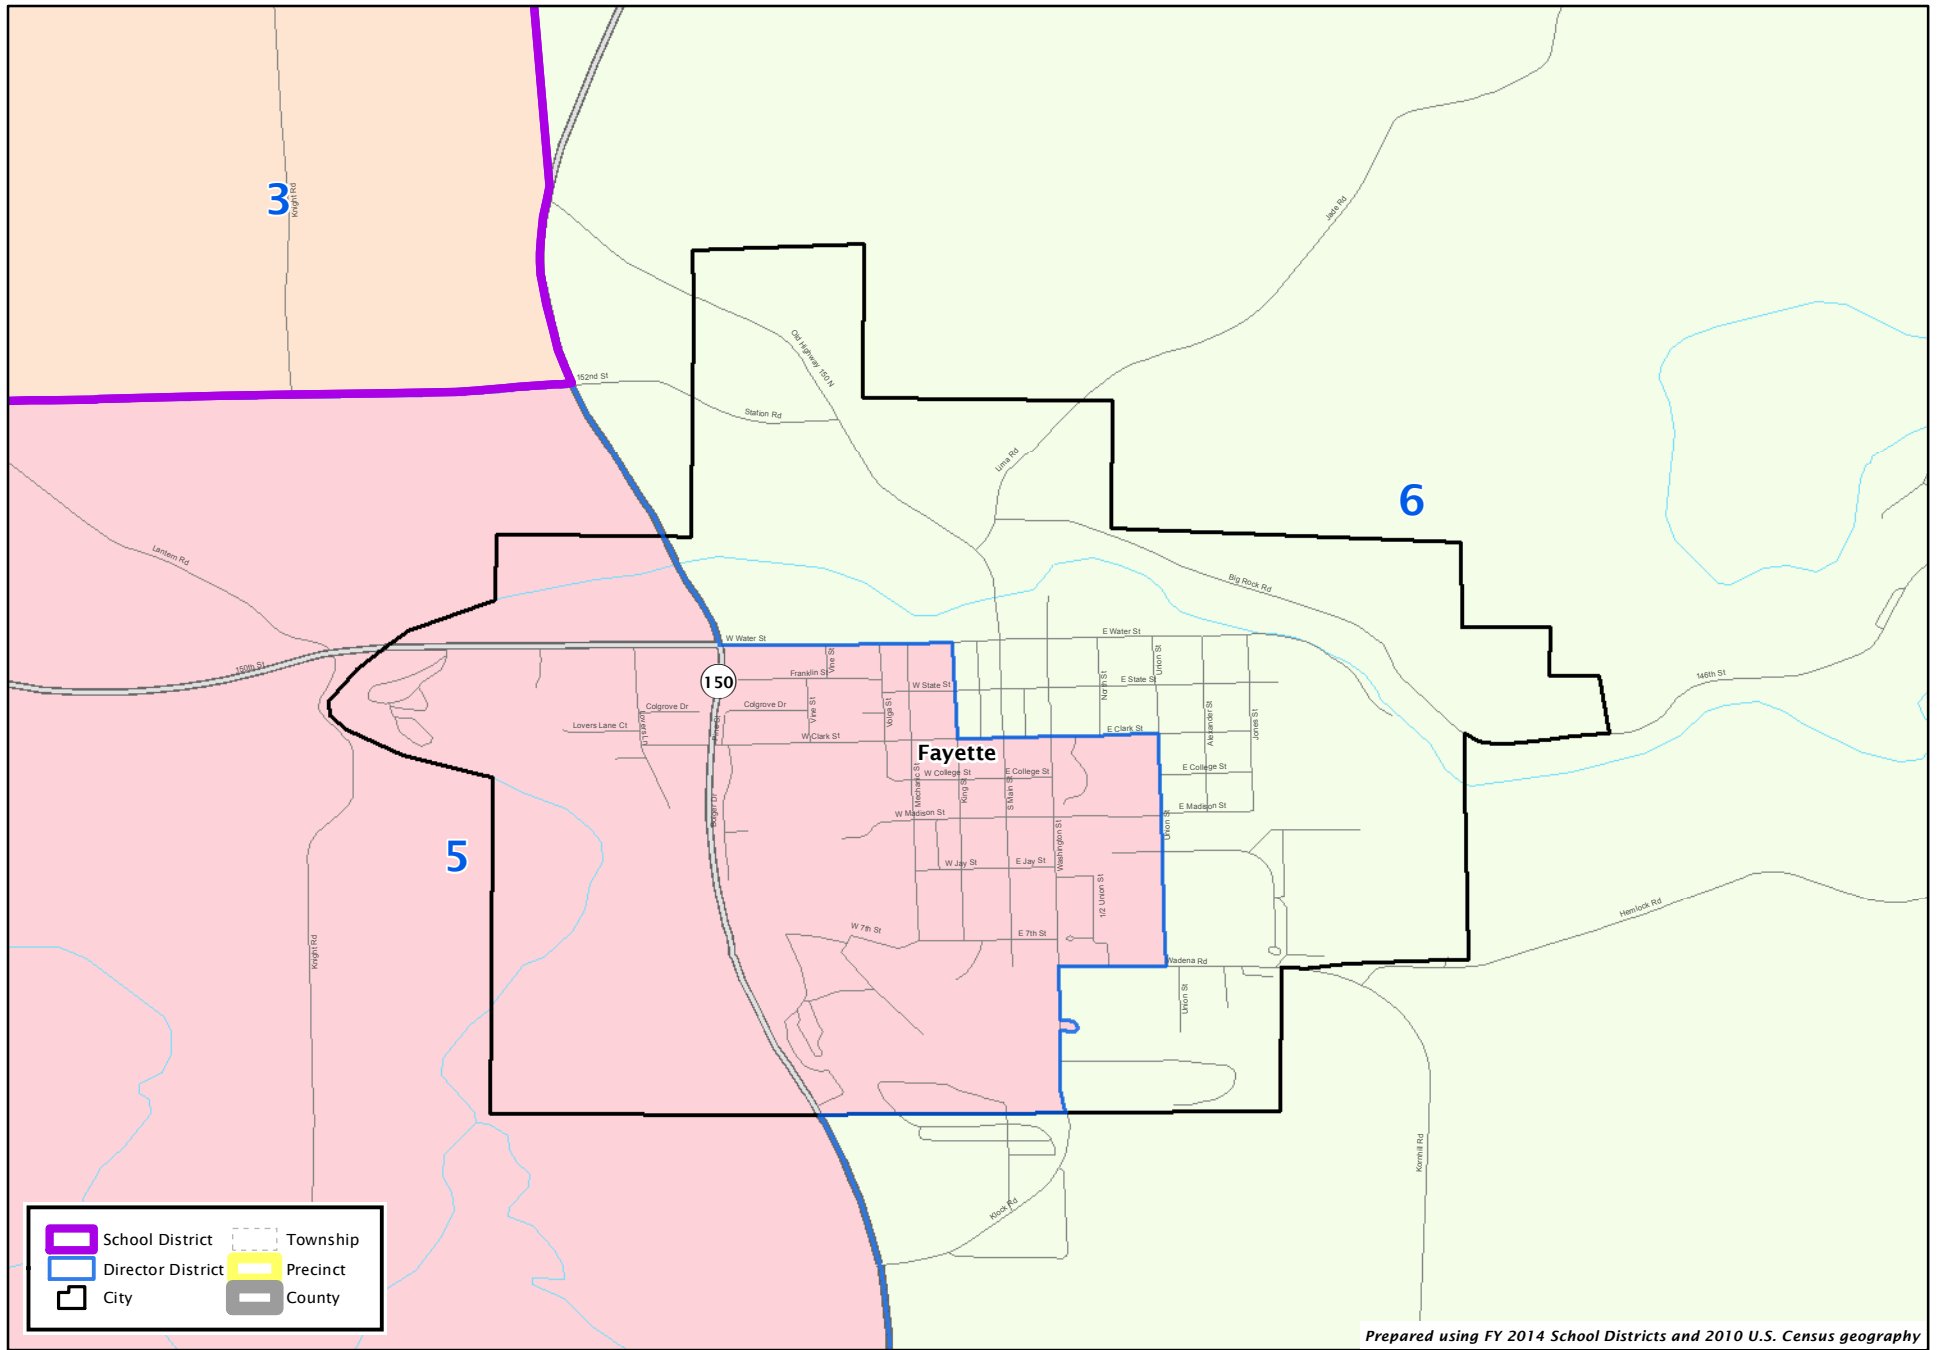 3
Knight Rd
Jade Rd
Old Highway 150 N
152nd St
Station Rd
Lima Rd
6
Lantern Rd
Big Rock Rd
W Water St
E Water St
150th St
150
Franklin St
Vine St
W State St
North St
E State St
Union St
146th St
Colgrove Dr
Colgrove Dr
Vine St
Volga St
Alexander St
Jones St
Lovers Lane Ct
Lovers Ln
Pine St
W Clark St
E Clark St
Fayette
W College St
E College St
E College St
Mechanic St
King St
S Main St
Bolger Dr
W Madison St
E Madison St
Union St
Washington St
5
W Jay St
E Jay St
1/2 Union St
Hemlock Rd
W 7th St
E 7th St
Knight Rd
Wadena Rd
Union St
Kornhill Rd
Klock Rd
School District
Township
Director District
Precinct
City
County
Prepared using FY 2014 School Districts and 2010 U.S. Census geography